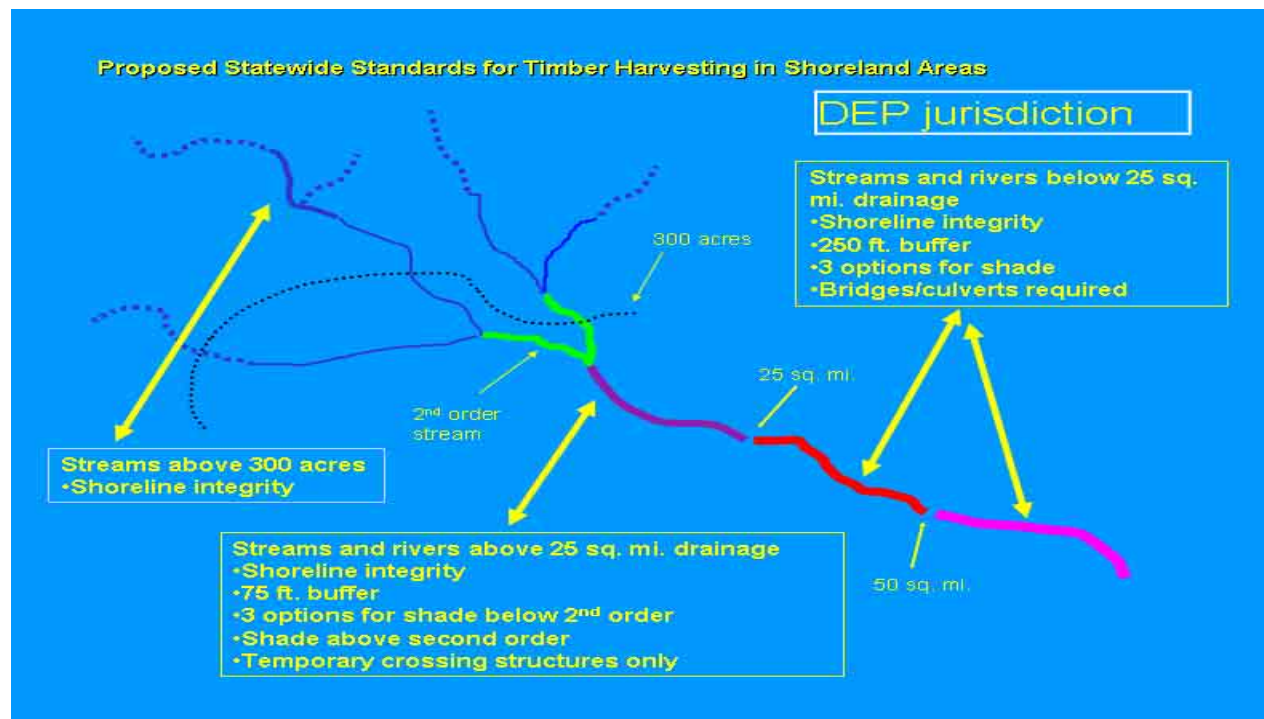 Proposed Statewide Standards for Timber Harvesting in Shoreland Areas
DEP jurisdiction
Streams and rivers below 25 sq.
mi. drainage
•Shoreline integrity
•250 ft. buffer
•3 options for shade
•Bridges/culverts required
300 acres
25 sq. mi.
2nd order
stream
Streams above 300 acres
•Shoreline integrity
Streams and rivers above 25 sq. mi. drainage
•Shoreline integrity
•75 ft. buffer
•3 options for shade below 2nd order
•Shade above second order
•Temporary crossing structures only
50 sq. mi.